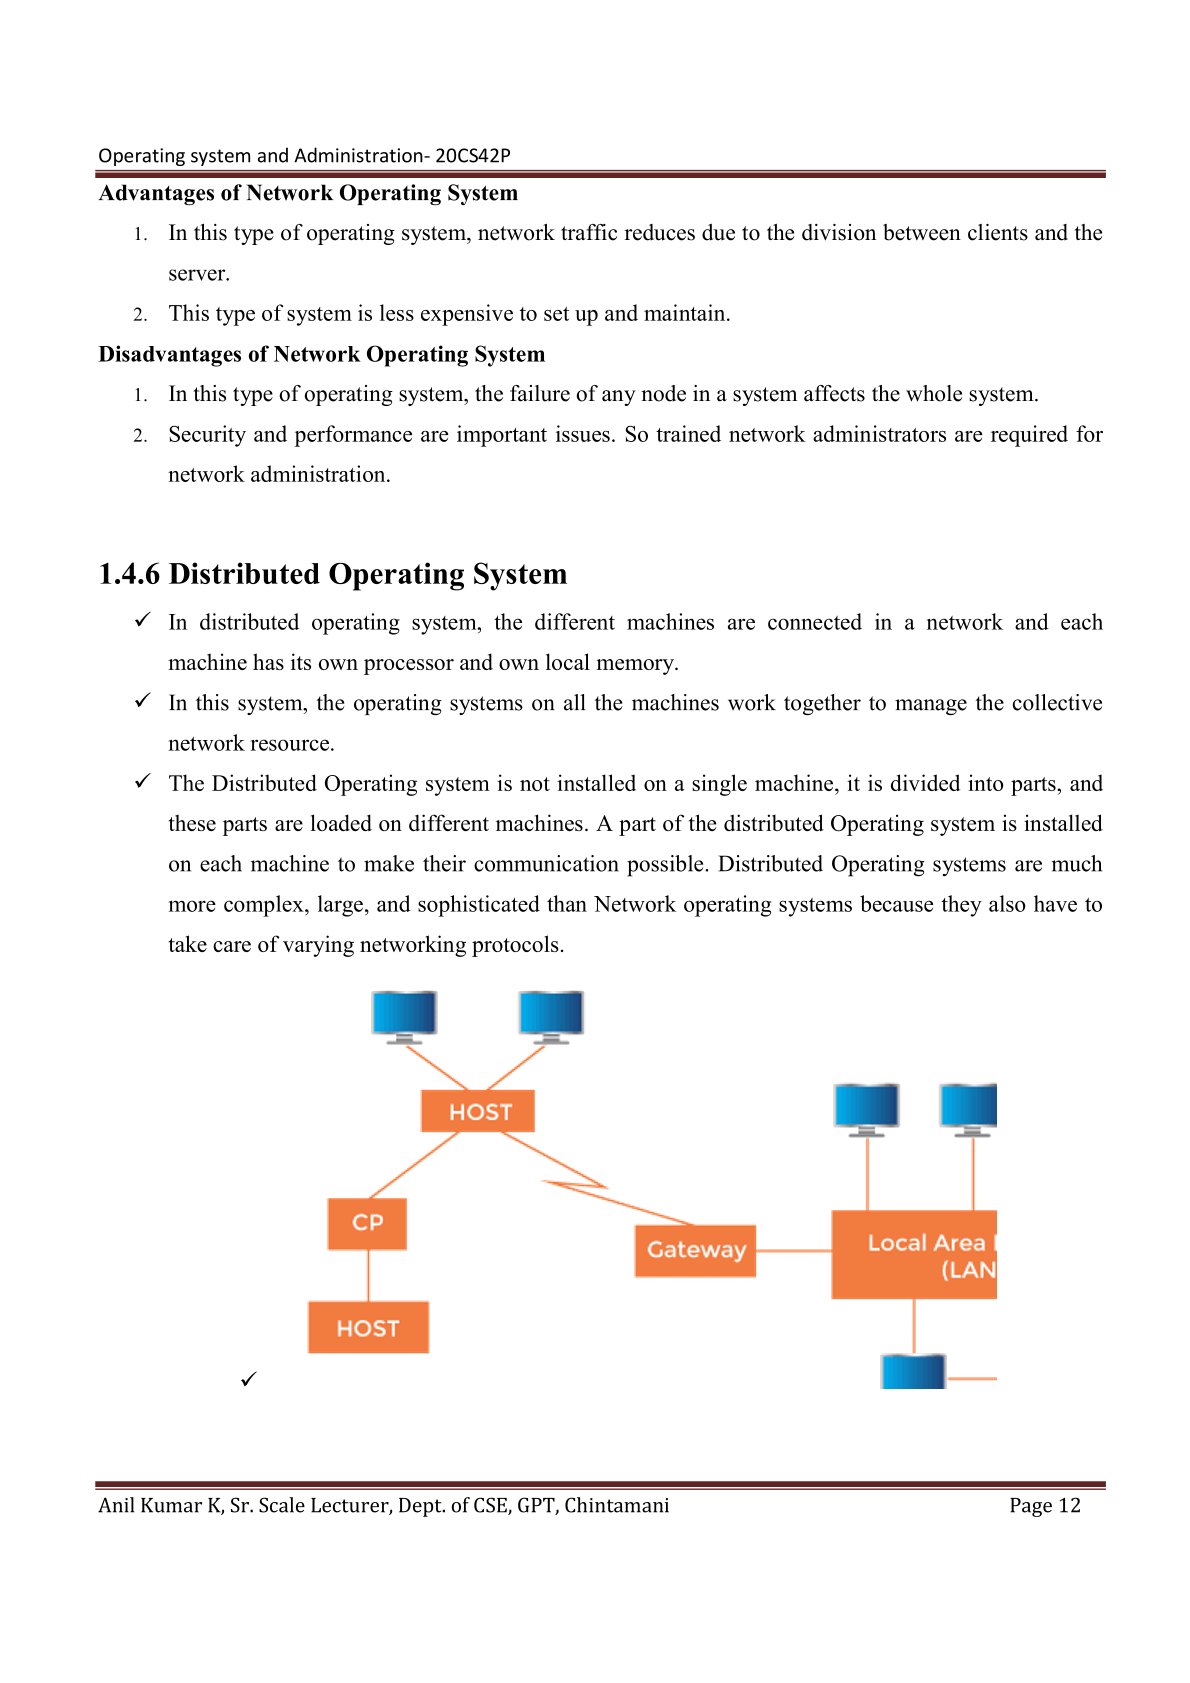 Operating system and Administration- 20CS42P
Advantages of Network Operating System
1. In this type of operating system, network traffic reduces due to the division between clients and the
server.
2. This type of system is less expensive to set up and maintain.
Disadvantages of Network Operating System
1. In this type of operating system, the failure of any node in a system affects the whole system.
2. Security and performance are important issues. So trained network administrators are required for
network administration.
1.4.6 Distributed Operating System
✓ In distributed operating system, the different machines are connected in a network and each
machine has its own processor and own local memory.
✓ In this system, the operating systems on all the machines work together to manage the collective
network resource.
✓ The Distributed Operating system is not installed on a single machine, it is divided into parts, and
these parts are loaded on different machines. A part of the distributed Operating system is installed
on each machine to make their communication possible. Distributed Operating systems are much
more complex, large, and sophisticated than Network operating systems because they also have to
take care of varying networking protocols.
HOST
CP
Gateway
Local Area
(LAN
HOST
✓
Anil Kumar K, Sr. Scale Lecturer, Dept. of CSE, GPT, Chintamani Page 12